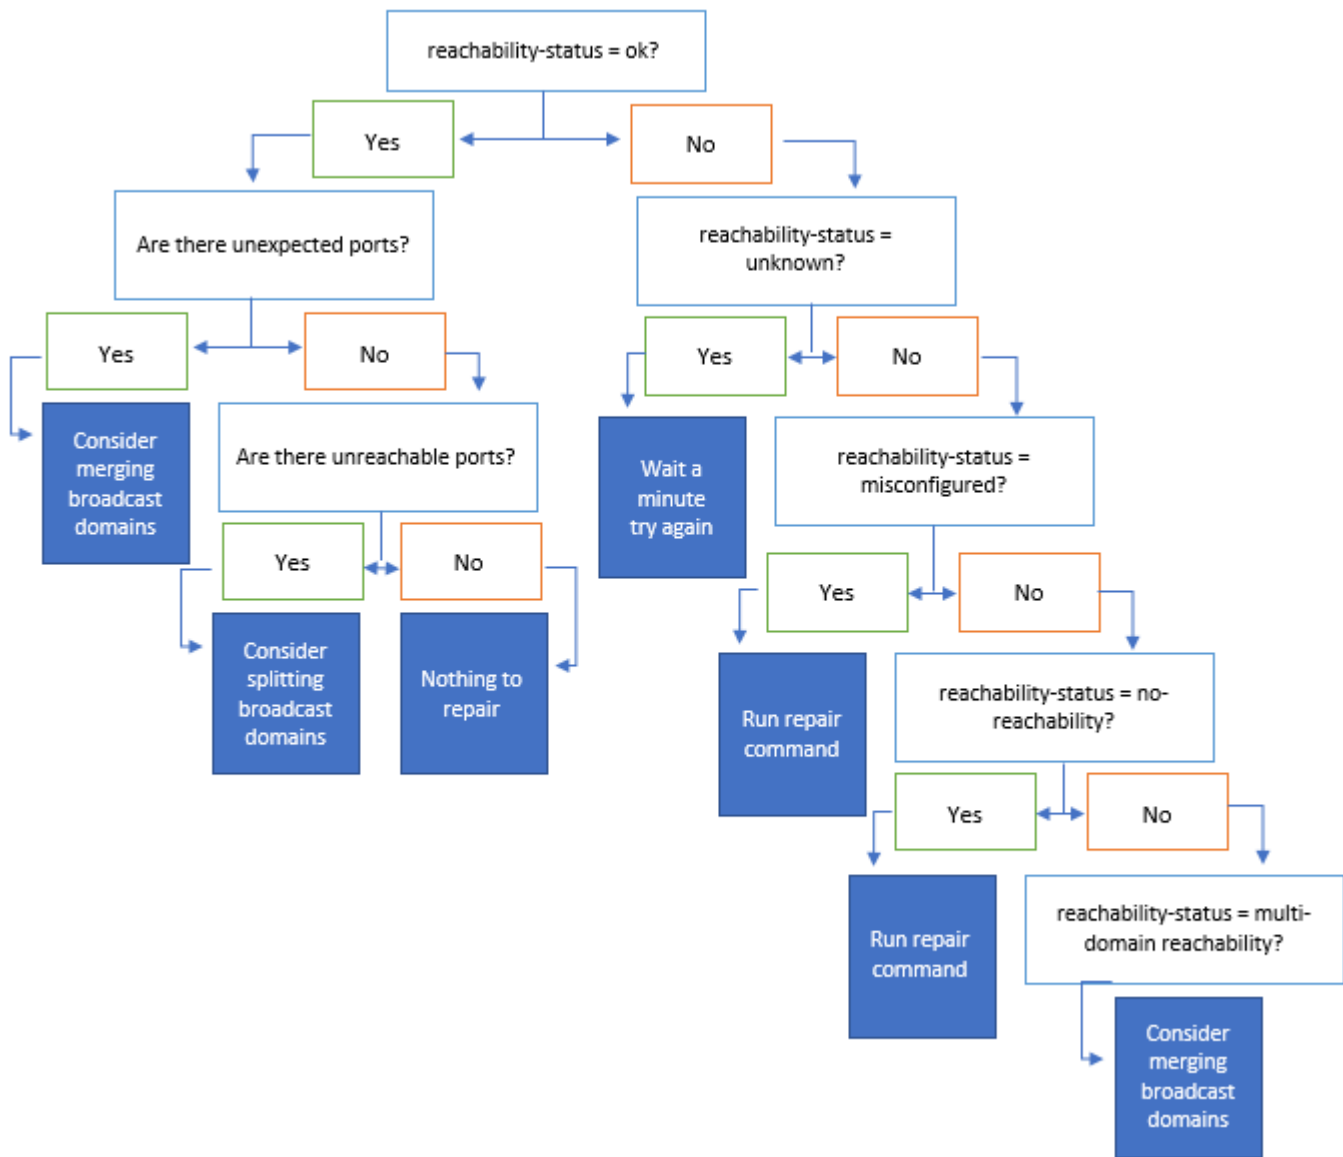 reachability-status = ok?
Yes
No
Are there unexpected ports?
reachability-status =
unknown?
Yes
No
Yes
No
Consider
merging
broadcast
domains
Are there unreachable ports?
Wait a
minute
try again
reachability-status =
misconfigured?
Yes
No
Yes
No
Consider
splitting
broadcast
domains
Nothing to
repair
Run repair
command
reachability-status = no-
reachability?
Yes
No
Run repair
command
reachability-status = multi-
domain reachability?
Consider
merging
broadcast
domains